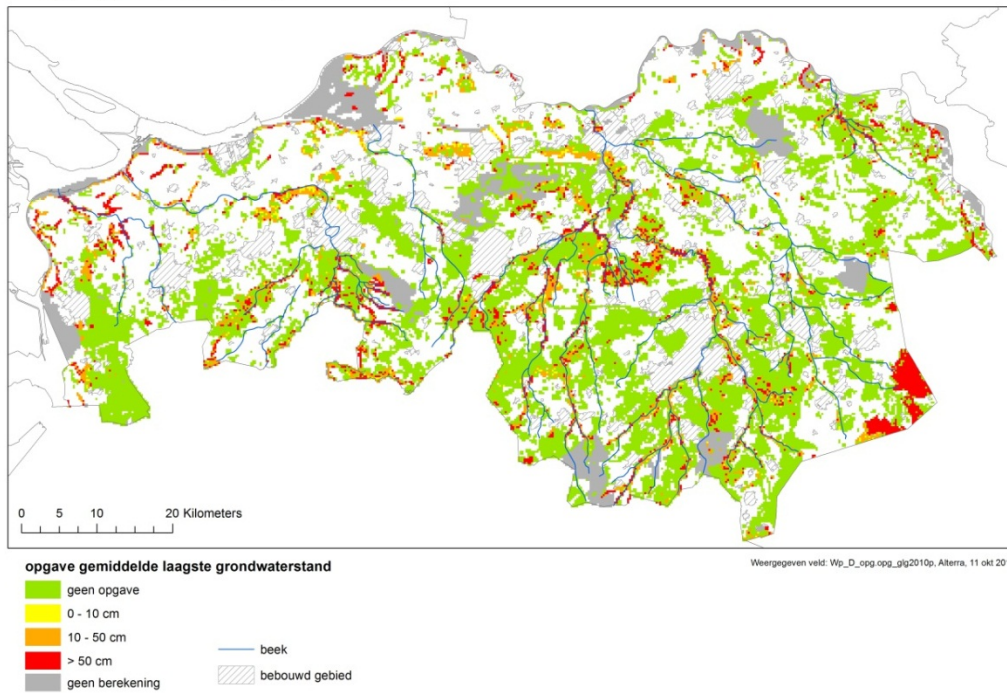 0 5 10 20 Kilometers
opgave gemiddelde laagste grondwaterstand
Weergegeven veld: Wp_D_opg.opg_glg2010p, Alterra, 11 okt 20
geen opgave
0 - 10 cm
10 - 50 cm
> 50 cm
geen berekening
beek
bebouwd gebied